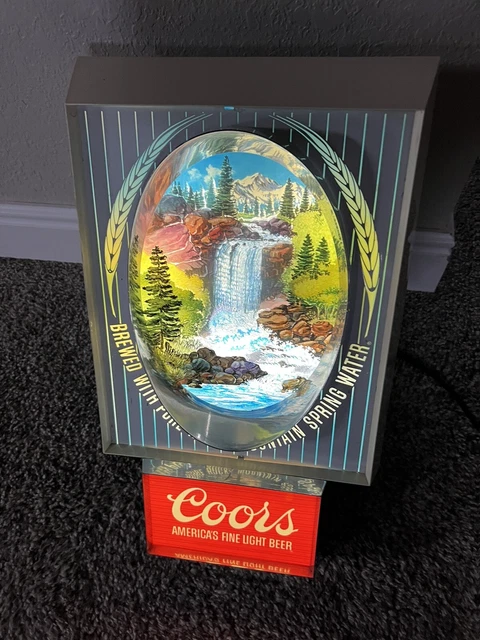 BREWED WITH PURE
MOUNTAIN SPRING WATER®
Coors
AMERICA'S FINE LIGHT BEER